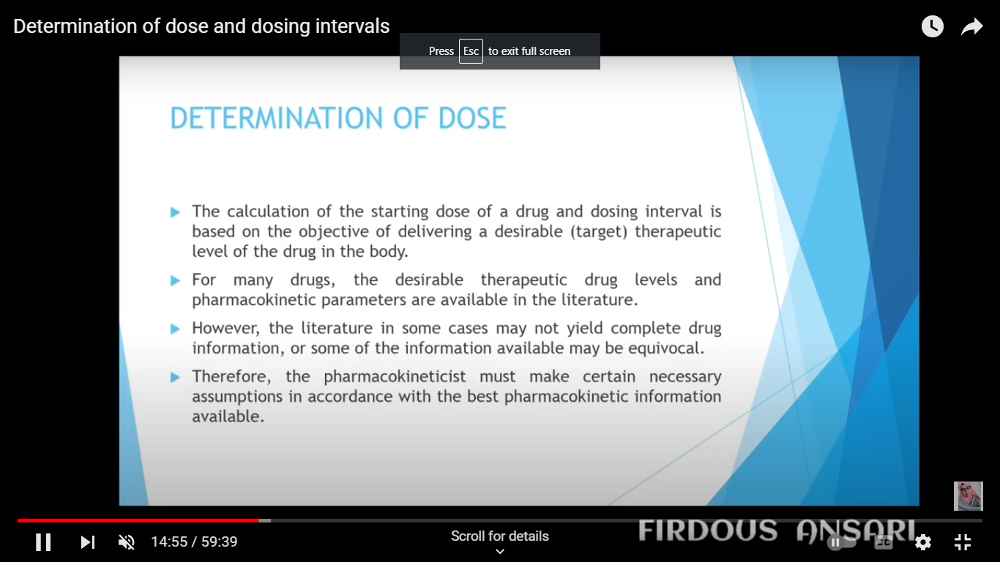 Determination of dose and dosing intervals
Press Esc to exit full screen
DETERMINATION OF DOSE
The calculation of the starting dose of a drug and dosing interval is
based on the objective of delivering a desirable (target) therapeutic
level of the drug in the body.
For many drugs, the desirable therapeutic drug levels and
pharmacokinetic parameters are available in the literature.
However, the literature in some cases may not yield complete drug
information, or some of the information available may be equivocal.
Therefore, the pharmacokineticist must make certain necessary
assumptions in accordance with the best pharmacokinetic information
available.
FIRDOUS ANSARI
14:55 / 59:39
Scroll for details
CC